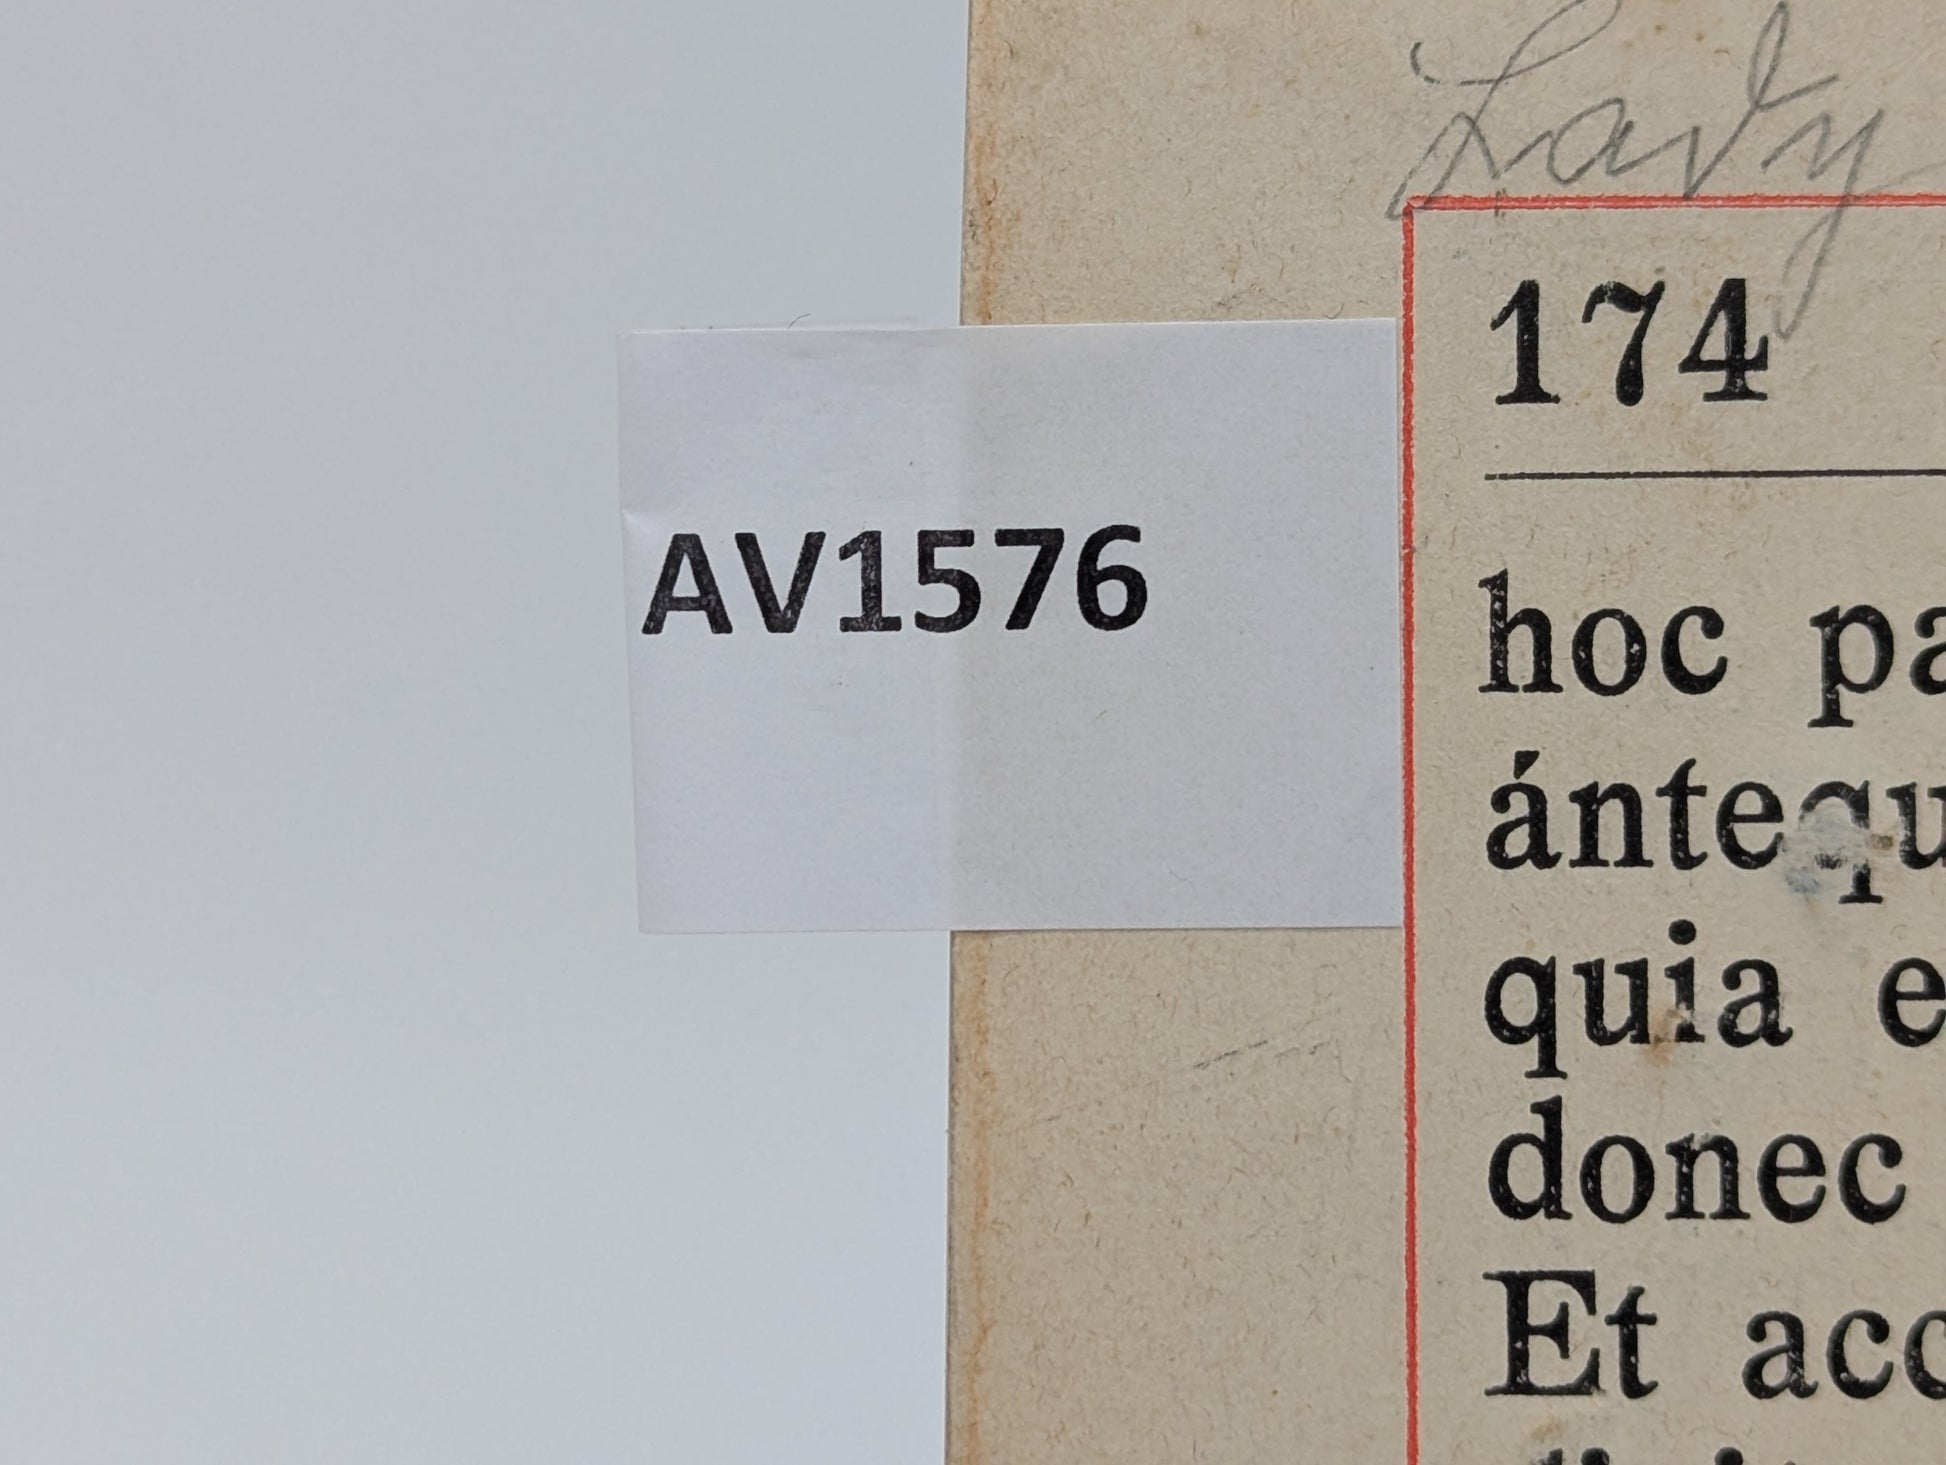 Lady
174
AV1576
hoc pa
ántequ
quia e
donec
Et acc